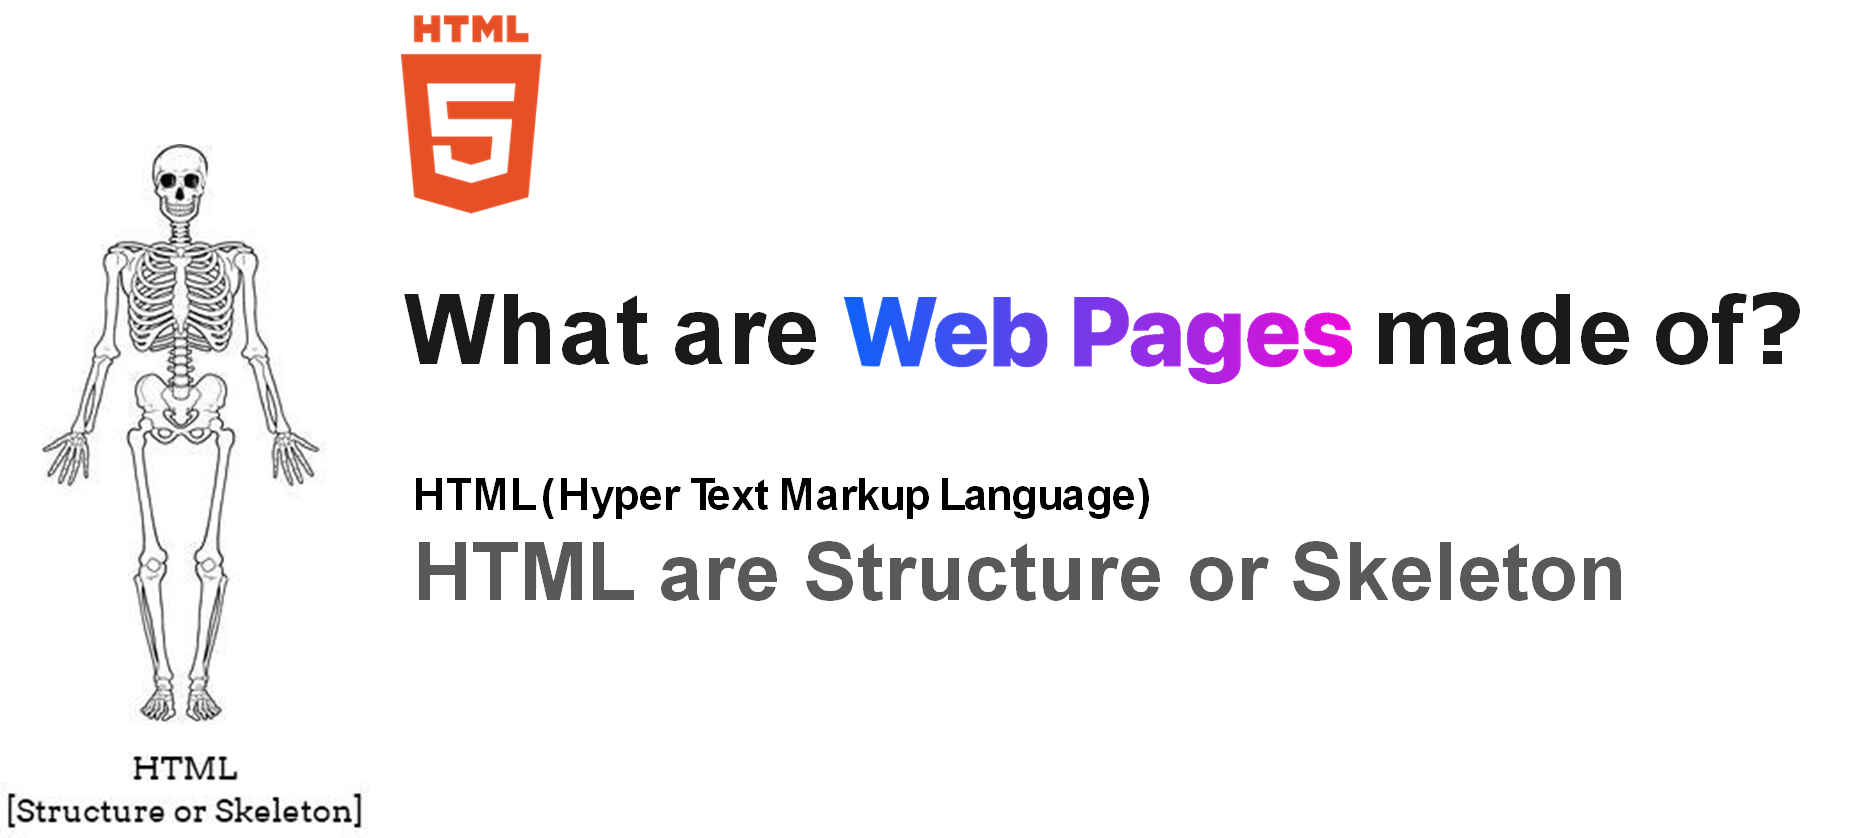 HTML
5
What are Web Pages made of?
HTML(Hyper Text Markup Language)
HTML are Structure or Skeleton
HTML
[Structure or Skeleton]